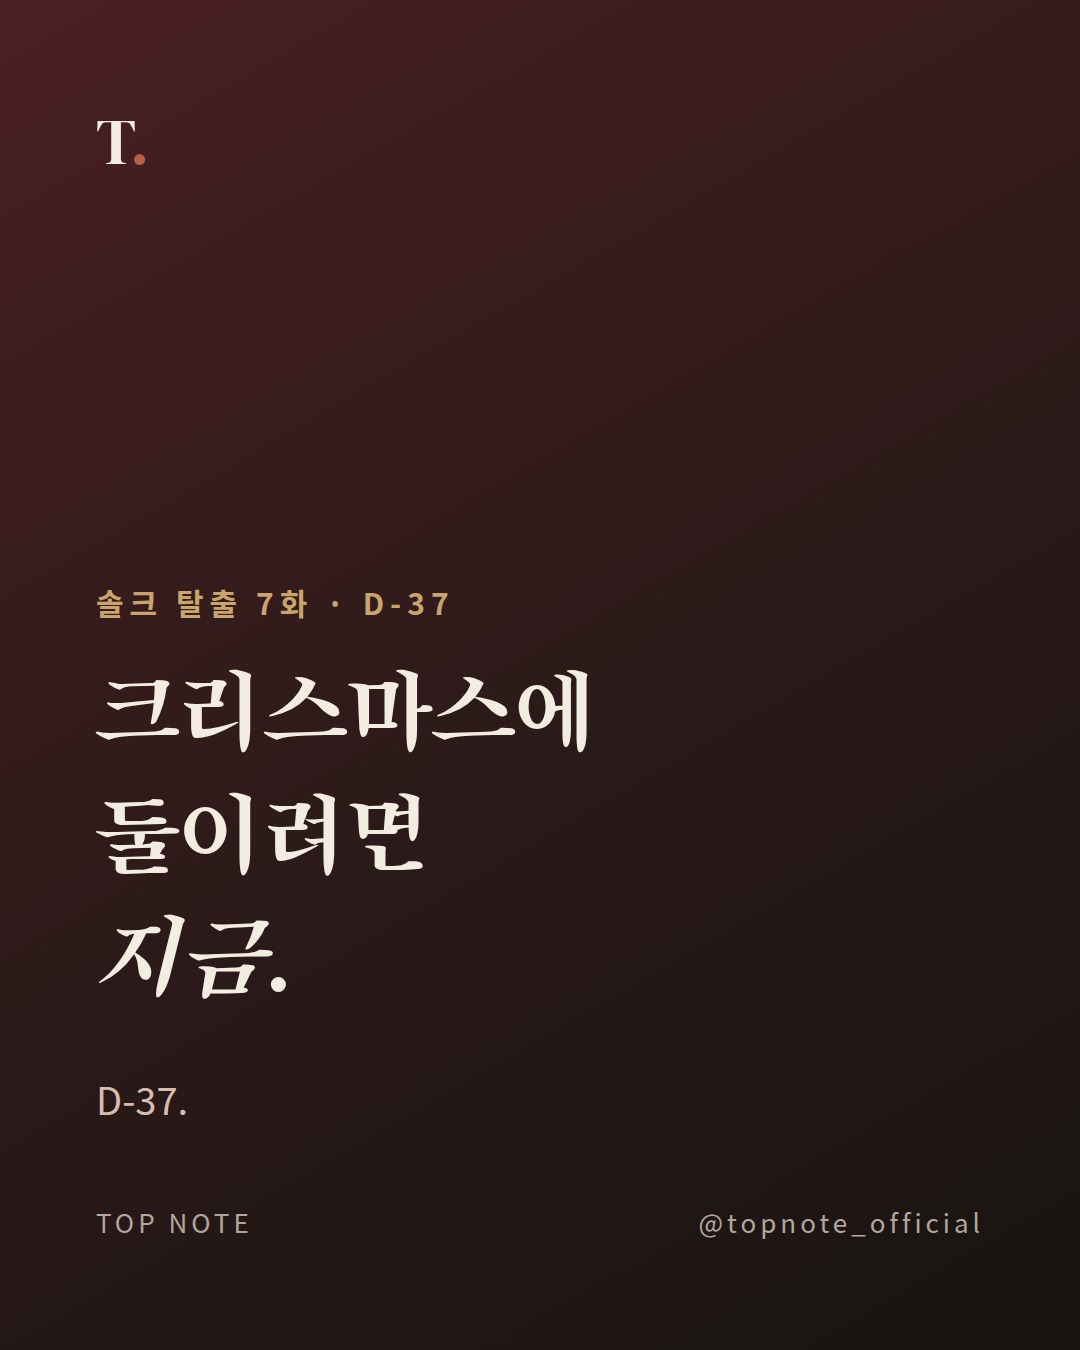 T.
솔크 탈출 7화 · D-37
크리스마스에
둘이려면
지금.
D-37.
TOP NOTE
@topnote_official